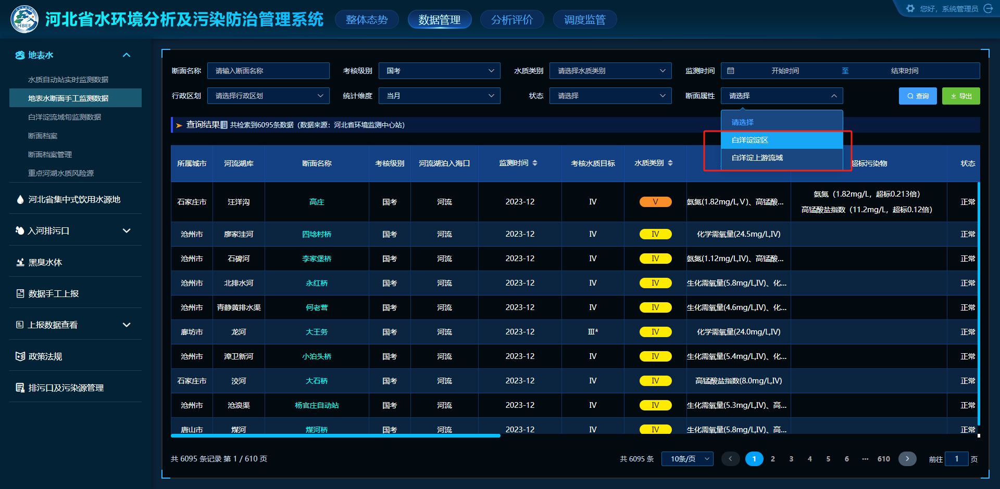 河北省水环境分析及污染防治管理系统
整体态势
数据管理
分析评价
调度监管
您好，系统管理员
HBEE
地表水
水质自动站实时监测数据
地表水断面手工监测数据
白洋淀流域旬监测数据
断面档案
断面档案管理
重点河湖水质风险源
河北省集中式饮用水源地
入河排污口
黑臭水体
数据手工上报
上报数据查看
政策法规
排污口及污染源管理
断面名称 请输入断面名称 考核级别 国考 水质类别 请选择水质类别 监测时间 开始时间 至 结束时间
行政区划 请选择行政区划 统计维度 当月 状态 请选择 断面属性 请选择 查询 导出
请选择
白洋淀淀区
白洋淀上游流域
查询结果 共检索到6095条数据（数据来源：河北省环境监测中心站）
所属城市 河流湖库 断面名称 考核级别 河流湖泊入海口 监测时间 考核水质目标 水质类别 超标污染物 状态
石家庄市 汪洋沟 高庄 国考 河流 2023-12 Ⅳ Ⅴ 氨氮(1.82mg/L,Ⅴ)、高锰酸... 氨氮（1.82mg/L，超标0.213倍） 正常
高锰酸盐指数（11.2mg/L，超标0.12倍）
沧州市 廖家洼河 四埝村桥 国考 河流 2023-12 Ⅳ Ⅳ 化学需氧量(24.5mg/L,Ⅳ) 正常
沧州市 石碑河 李家堡桥 国考 河流 2023-12 Ⅳ Ⅳ 氨氮(1.12mg/L,Ⅳ)、高锰酸... 正常
沧州市 北排水河 永红桥 国考 河流 2023-12 Ⅳ Ⅳ 生化需氧量(5.8mg/L,Ⅳ)、化... 正常
沧州市 青静黄排水渠 何老营 国考 河流 2023-12 Ⅳ Ⅳ 生化需氧量(4.6mg/L,Ⅳ)、化... 正常
廊坊市 龙河 大王务 国考 河流 2023-12 Ⅲ* Ⅳ 化学需氧量(24.0mg/L,Ⅳ) 正常
沧州市 漳卫新河 小泊头桥 国考 河流 2023-12 Ⅳ Ⅳ 生化需氧量(5.4mg/L,Ⅳ)、化... 正常
石家庄市 洨河 大石桥 国考 河流 2023-12 Ⅳ Ⅳ 高锰酸盐指数(8.0mg/L,Ⅳ) 正常
沧州市 沧浪渠 杨官庄自动站 国考 河流 2023-12 Ⅳ Ⅳ 生化需氧量(5.3mg/L,Ⅳ)、高... 正常
唐山市 煤河 煤河桥 国考 河流 2023-12 Ⅳ Ⅳ 生化需氧量(5.8mg/L,Ⅳ)、高... 正常
共 6095 条记录 第 1 / 610 页
共 6095 条 10条/页 1 2 3 4 5 6 ··· 610 前往 1 页